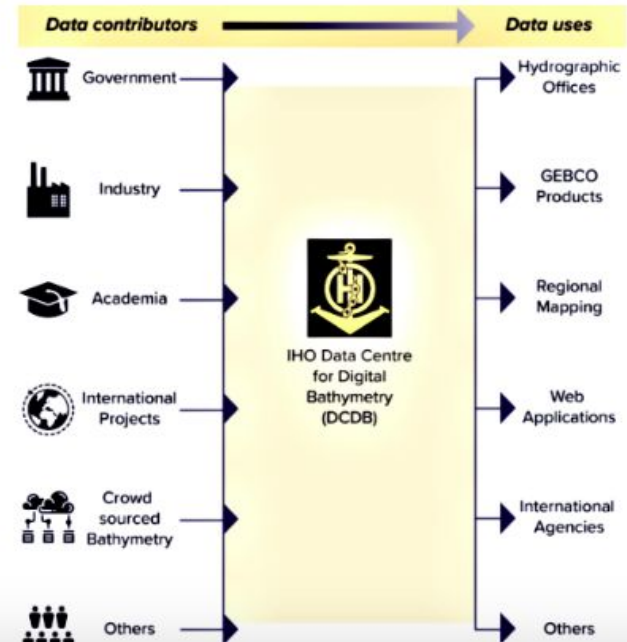 Data contributors
Data uses
Government
Industry
Academia
International
Projects
Crowd
sourced
Bathymetry
Others
IHO Data Centre
for Digital
Bathymetry
(DCDB)
Hydrographic
Offices
GEBCO
Products
Regional
Mapping
Web
Applications
International
Agencies
Others